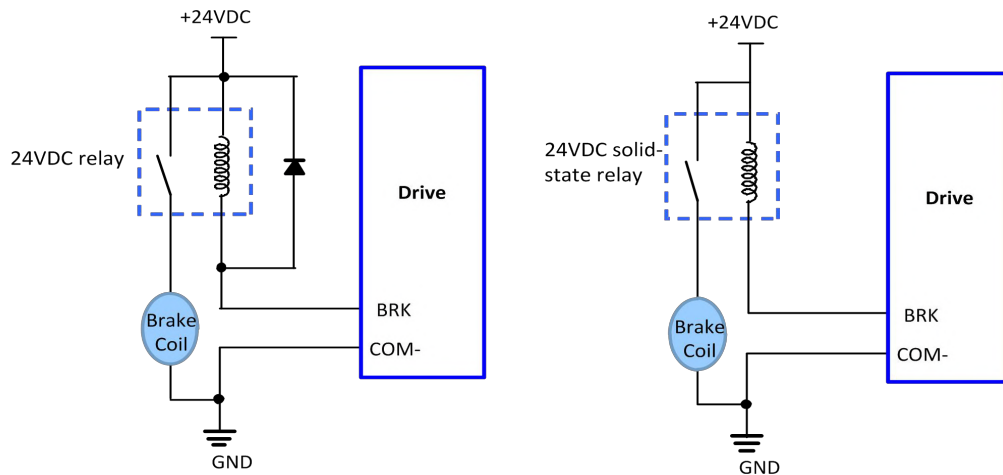 +24VDC
24VDC relay
Drive
BRK
Brake
Coil
COM-
GND
+24VDC
24VDC solid-
state relay
Drive
BRK
Brake
Coil
COM-
GND